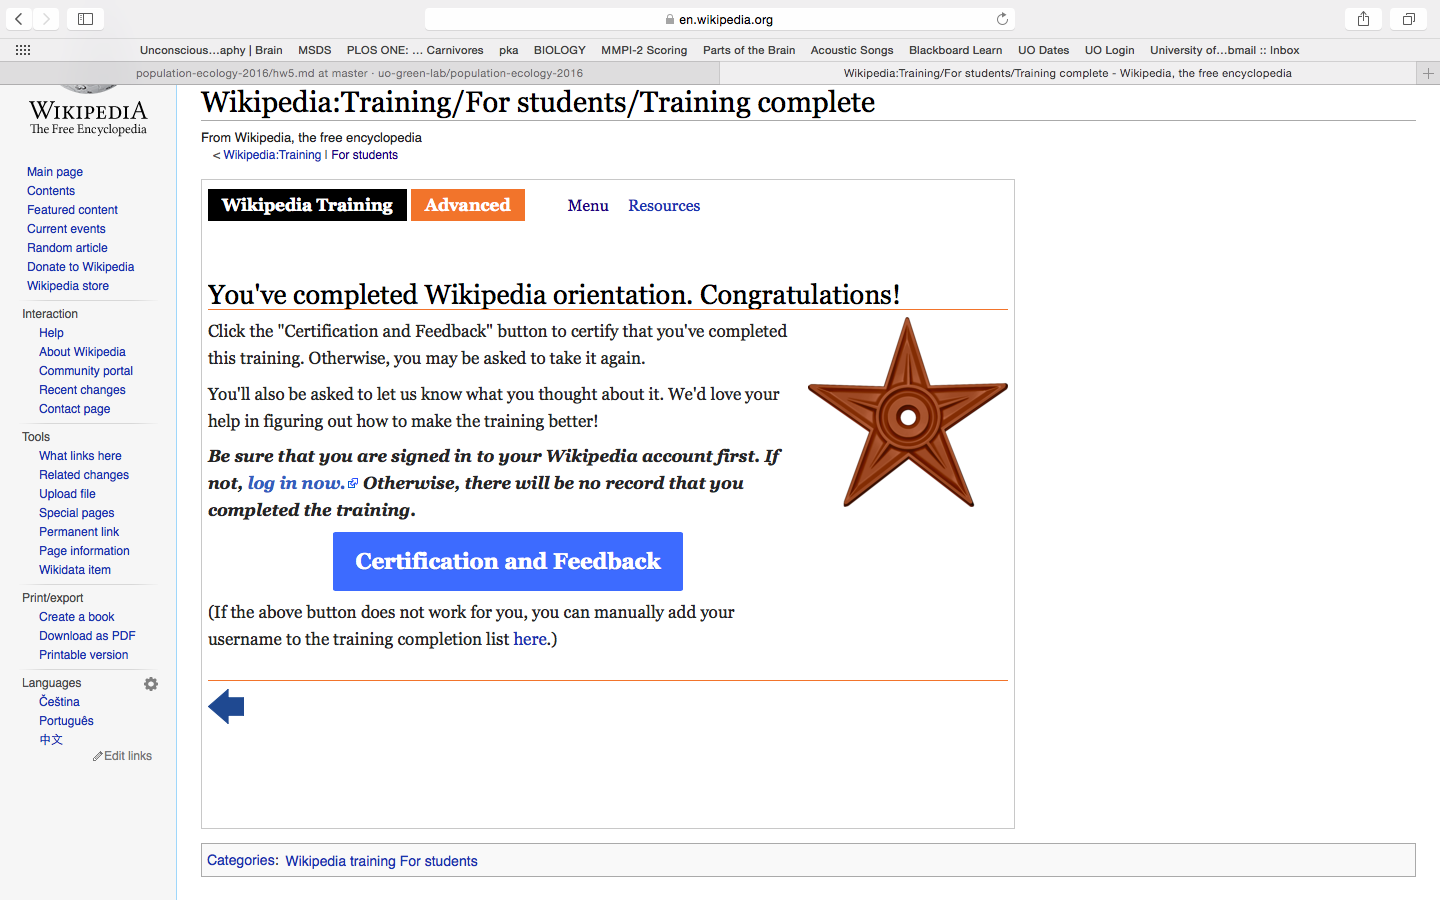 en.wikipedia.org
Unconscious...aphy | Brain MSDS PLOS ONE: ... Carnivores pka BIOLOGY MMPI-2 Scoring Parts of the Brain Acoustic Songs Blackboard Learn UO Dates UO Login University of...bmail :: Inbox
population-ecology-2016/hw5.md at master · uo-green-lab/population-ecology-2016
Wikipedia:Training/For students/Training complete - Wikipedia, the free encyclopedia
WIKIPEDIA
The Free Encyclopedia
Main page
Contents
Featured content
Current events
Random article
Donate to Wikipedia
Wikipedia store
Interaction
Help
About Wikipedia
Community portal
Recent changes
Contact page
Tools
What links here
Related changes
Upload file
Special pages
Permanent link
Page information
Wikidata item
Print/export
Create a book
Download as PDF
Printable version
Languages
Čeština
Português
中文
Edit links
Wikipedia:Training/For students/Training complete
From Wikipedia, the free encyclopedia
< Wikipedia:Training | For students
Wikipedia Training Advanced Menu Resources
You've completed Wikipedia orientation. Congratulations!
Click the "Certification and Feedback" button to certify that you've completed
this training. Otherwise, you may be asked to take it again.
You'll also be asked to let us know what you thought about it. We'd love your
help in figuring out how to make the training better!
Be sure that you are signed in to your Wikipedia account first. If
not, log in now. Otherwise, there will be no record that you
completed the training.
Certification and Feedback
(If the above button does not work for you, you can manually add your
username to the training completion list here.)
Categories: Wikipedia training For students